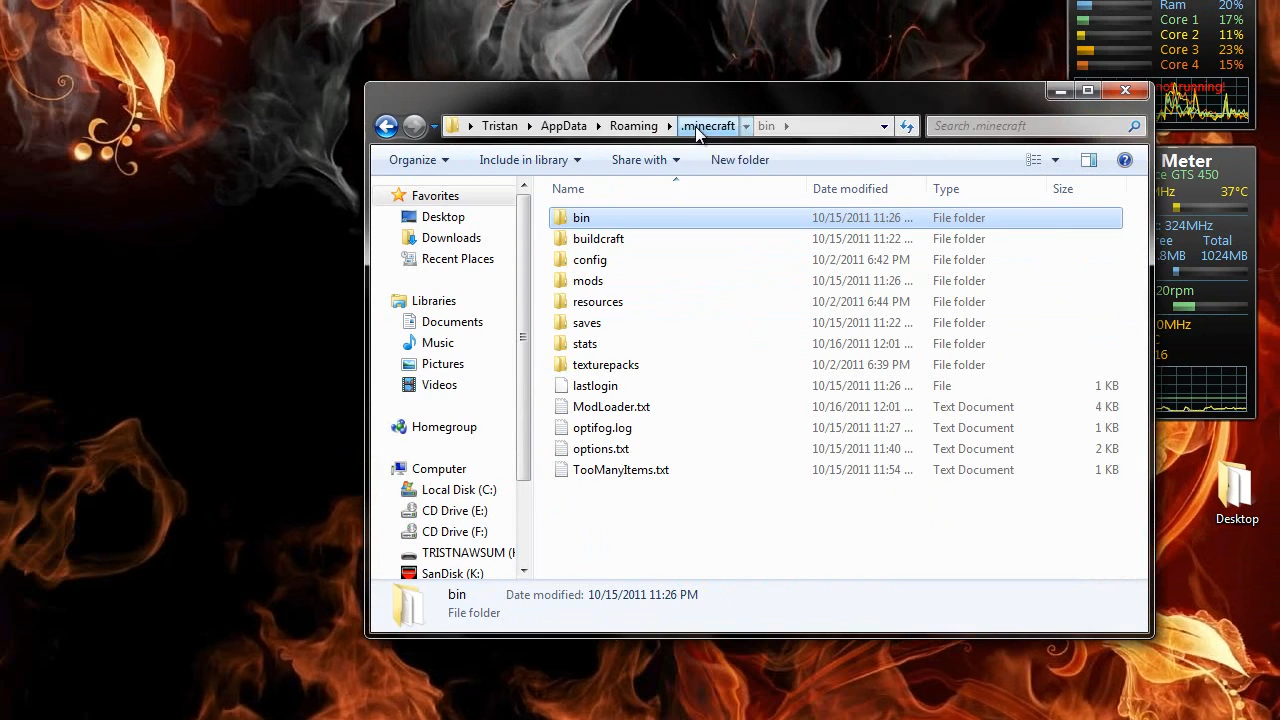 Ram 20%
Core 1 17%
Core 2 11%
Core 3 23%
Core 4 15%
not running!
Tristan AppData Roaming .minecraft bin
Search .minecraft
Organize Include in library Share with New folder
Meter
GTS 450
37°C
324MHz
Total
1024MB
Name Date modified Type Size
Favorites
Desktop
Downloads
Recent Places
Libraries
Documents
Music
Pictures
Videos
Homegroup
Computer
Local Disk (C:)
CD Drive (E:)
CD Drive (F:)
TRISTNAWSUM (
SanDisk (K:)
bin 10/15/2011 11:26 ... File folder
buildcraft 10/15/2011 11:22 ... File folder
config 10/2/2011 6:42 PM File folder
mods 10/15/2011 11:26 ... File folder
resources 10/2/2011 6:44 PM File folder
saves 10/15/2011 11:22 ... File folder
stats 10/16/2011 12:01 ... File folder
texturepacks 10/2/2011 6:39 PM File folder
lastlogin 10/15/2011 11:26 ... File 1 KB
ModLoader.txt 10/16/2011 12:01 ... Text Document 4 KB
optifog.log 10/15/2011 11:27 ... Text Document 1 KB
options.txt 10/15/2011 11:40 ... Text Document 2 KB
TooManyItems.txt 10/15/2011 11:54 ... Text Document 1 KB
bin Date modified: 10/15/2011 11:26 PM
File folder
Desktop